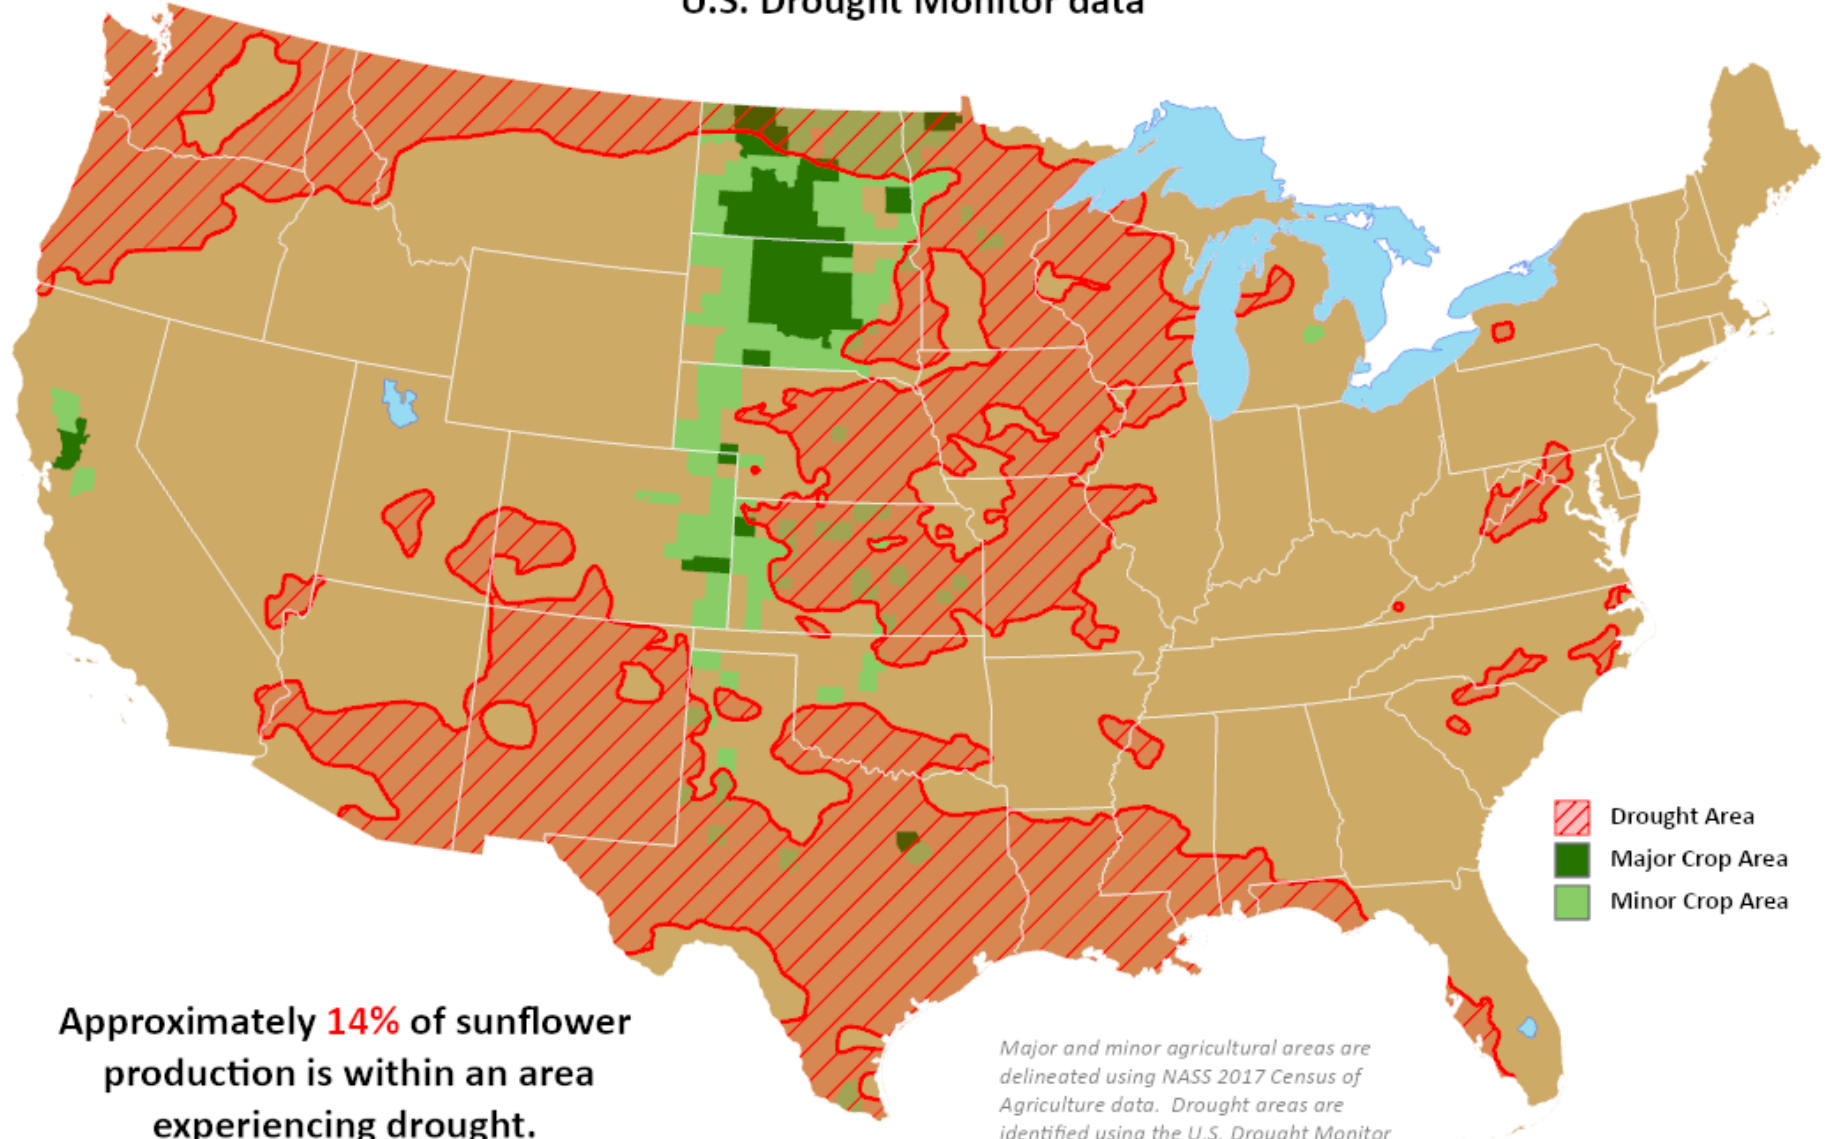 U.S. Drought Monitor data
Drought Area
Major Crop Area
Minor Crop Area
Approximately 14% of sunflower
production is within an area
experiencing drought.
Major and minor agricultural areas are
delineated using NASS 2017 Census of
Agriculture data.  Drought areas are
identified using the U.S. Drought Monitor